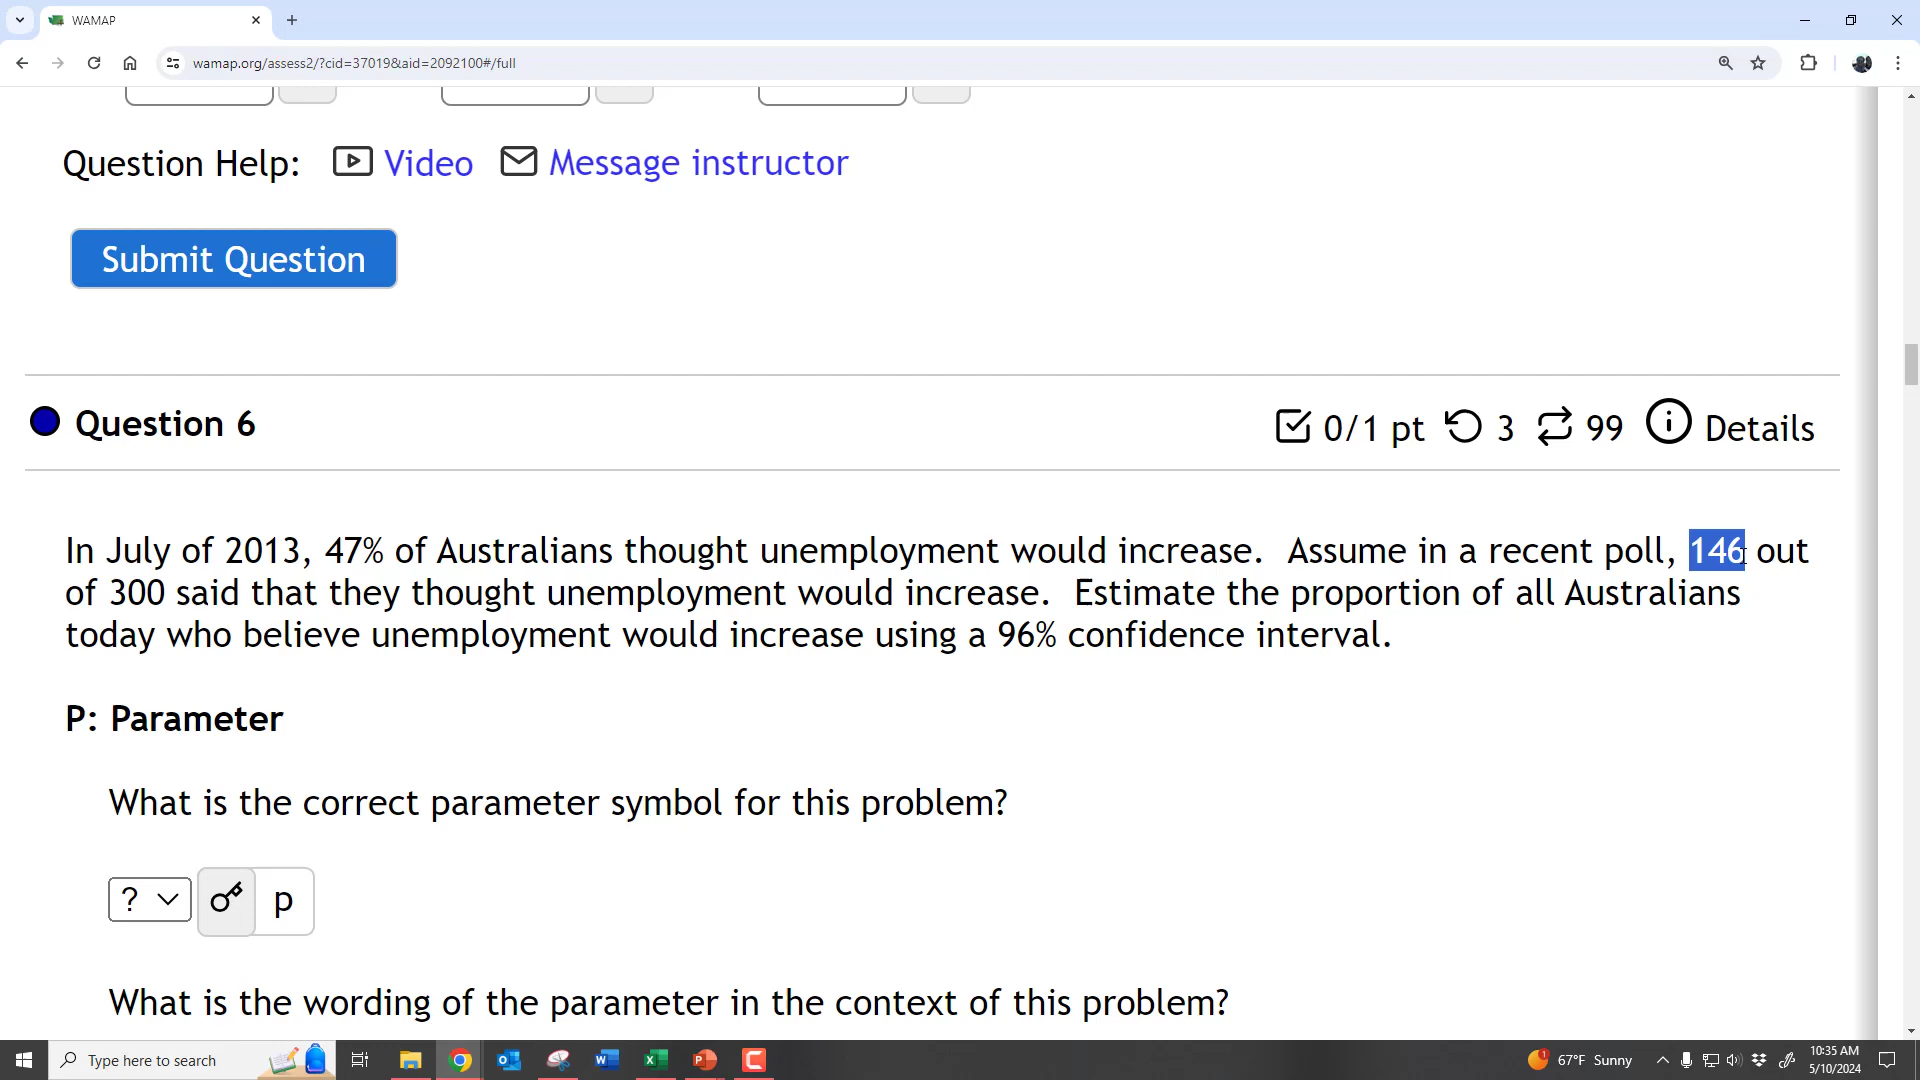 WAMAP
wamap.org/assess2/?cid=37019&aid=2092100#/full
Question Help: Video Message instructor
Submit Question
Question 6
0/1 pt 3 99 Details
In July of 2013, 47% of Australians thought unemployment would increase. Assume in a recent poll, 146 out
of 300 said that they thought unemployment would increase. Estimate the proportion of all Australians
today who believe unemployment would increase using a 96% confidence interval.
P: Parameter
What is the correct parameter symbol for this problem?
? p
What is the wording of the parameter in the context of this problem?
Type here to search
1 67°F Sunny
10:35 AM
5/10/2024